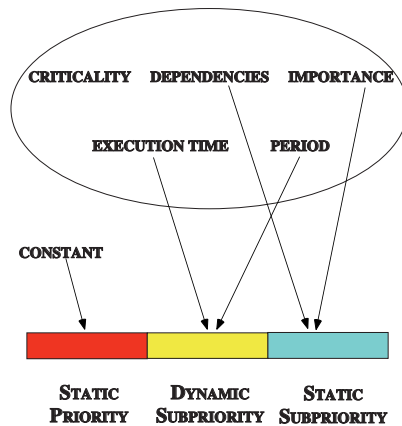 CRITICALITY DEPENDENCIES IMPORTANCE
EXECUTION TIME PERIOD
CONSTANT
STATIC DYNAMIC STATIC
PRIORITY SUBPRIORITY SUBPRIORITY